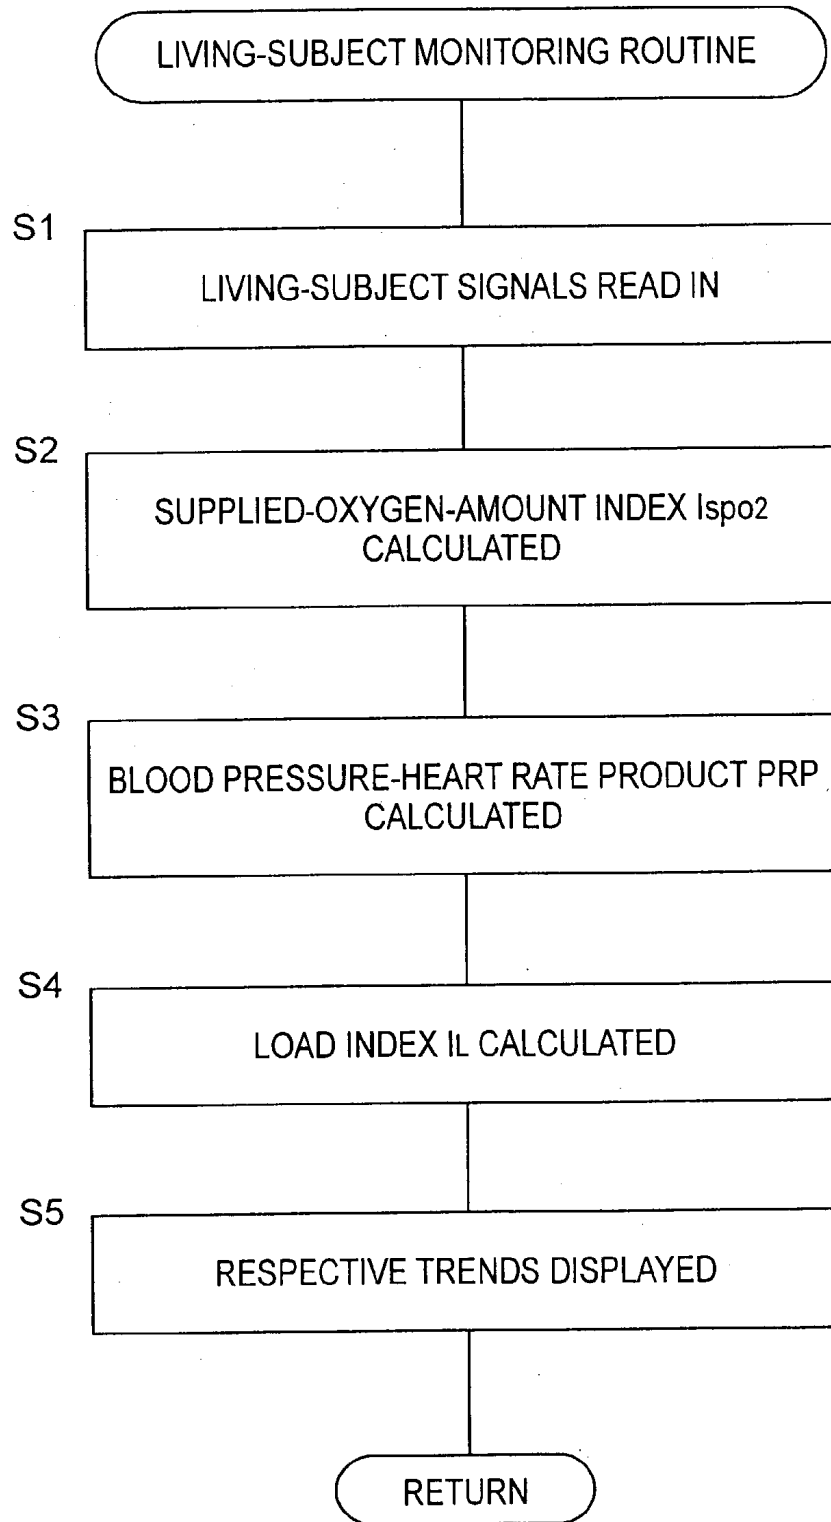 LIVING-SUBJECT MONITORING ROUTINE
S1
LIVING-SUBJECT SIGNALS READ IN
S2
SUPPLIED-OXYGEN-AMOUNT INDEX Ispo2
CALCULATED
S3
BLOOD PRESSURE-HEART RATE PRODUCT PRP
CALCULATED
S4
LOAD INDEX IL CALCULATED
S5
RESPECTIVE TRENDS DISPLAYED
RETURN